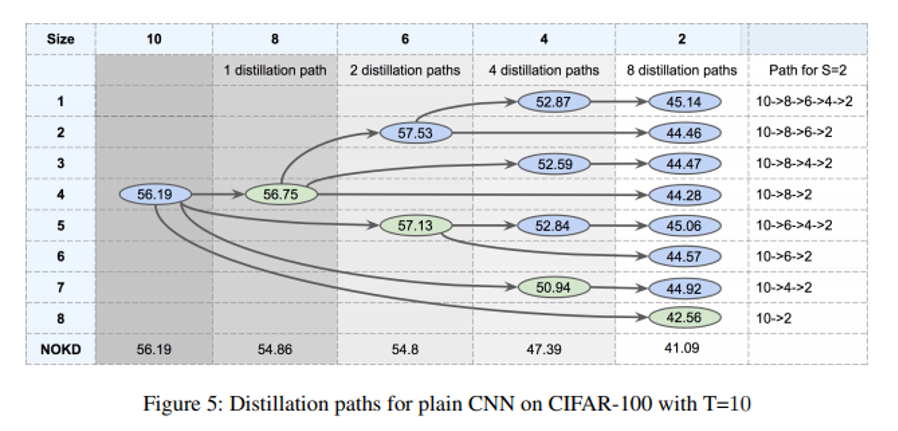 Size 10 8 6 4 2
1 distillation path 2 distillation paths 4 distillation paths 8 distillation paths Path for S=2
1 52.87 45.14 10->8->6->4->2
2 57.53 44.46 10->8->6->2
3 52.59 44.47 10->8->4->2
4 56.19 56.75 44.28 10->8->2
5 57.13 52.84 45.06 10->6->4->2
6 44.57 10->6->2
7 50.94 44.92 10->4->2
8 42.56 10->2
NOKD 56.19 54.86 54.8 47.39 41.09
Figure 5: Distillation paths for plain CNN on CIFAR-100 with T=10